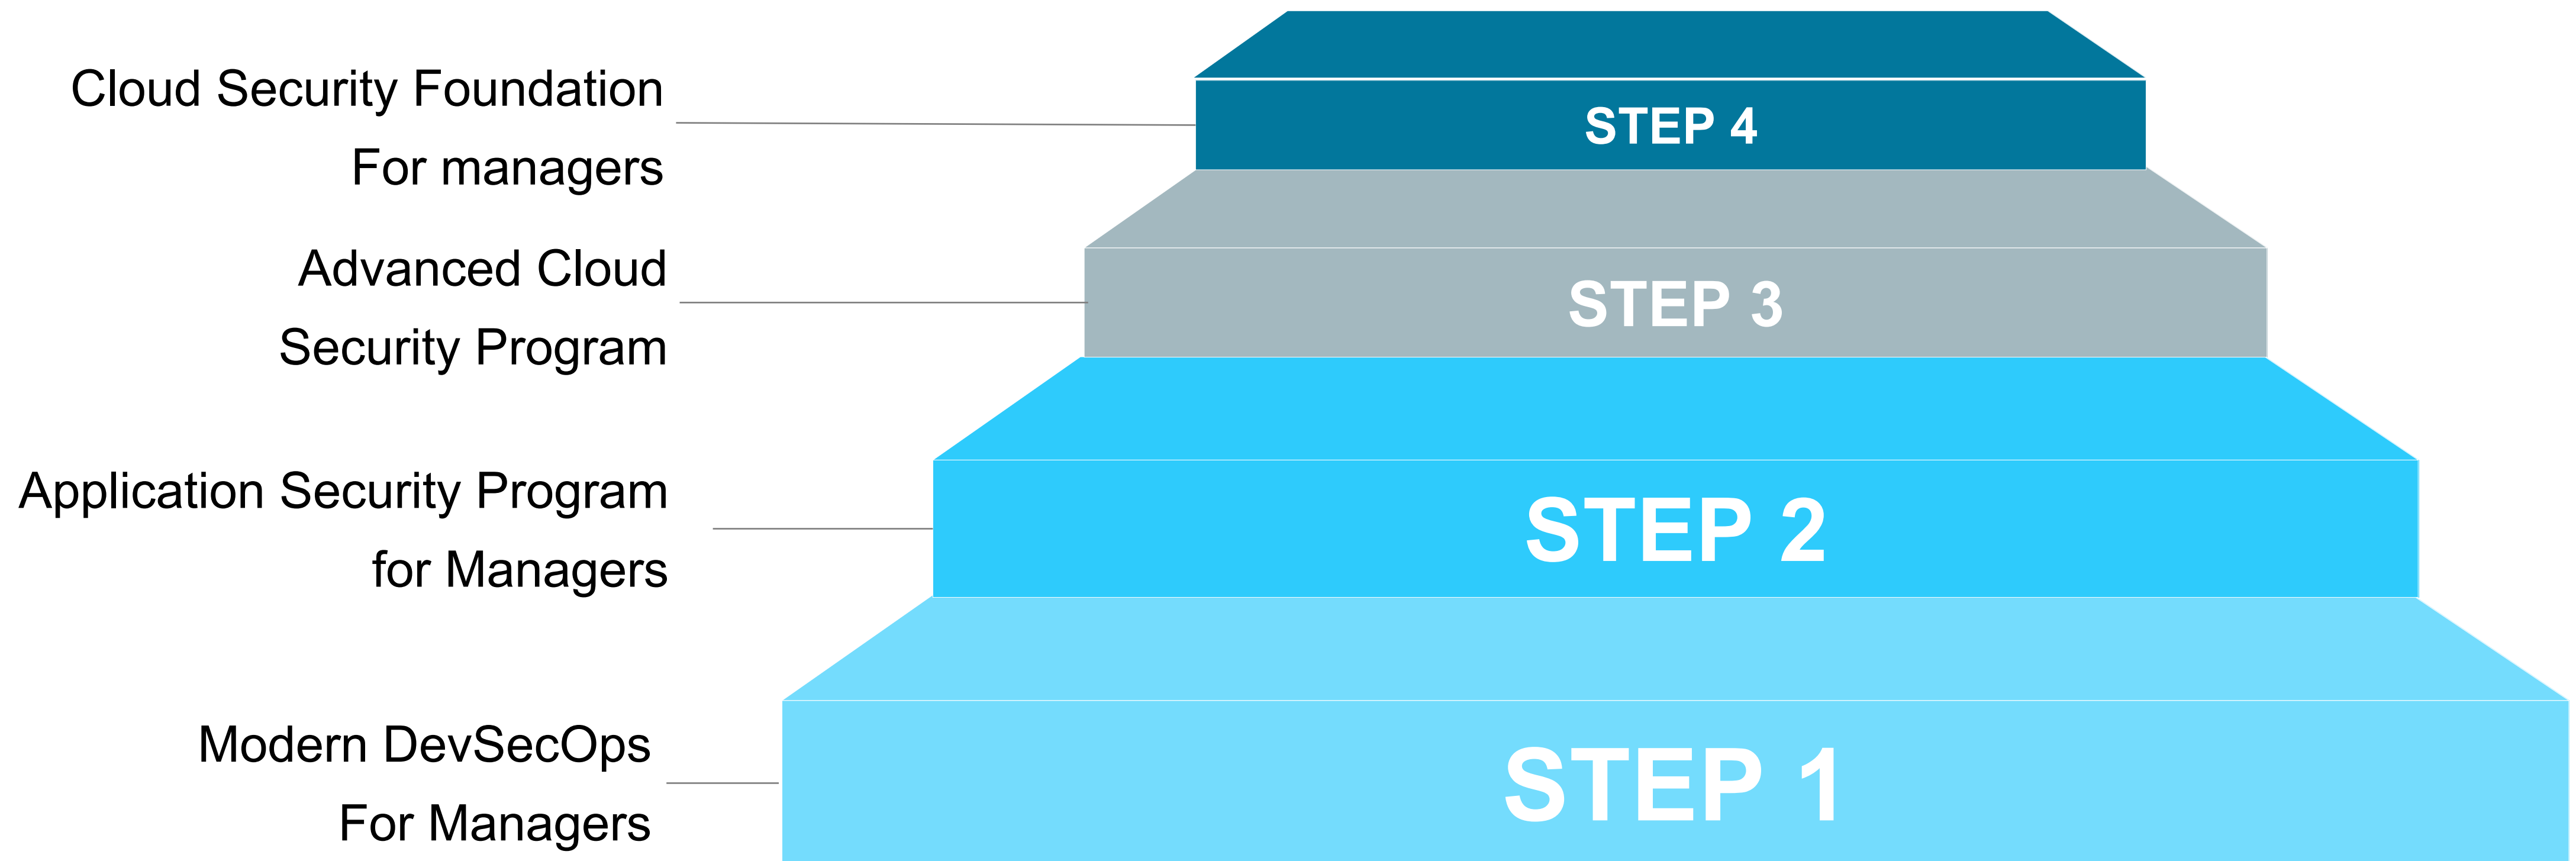 Cloud Security Foundation
For managers
STEP 4
Advanced Cloud
Security Program
STEP 3
Application Security Program
for Managers
STEP 2
Modern DevSecOps
For Managers
STEP 1